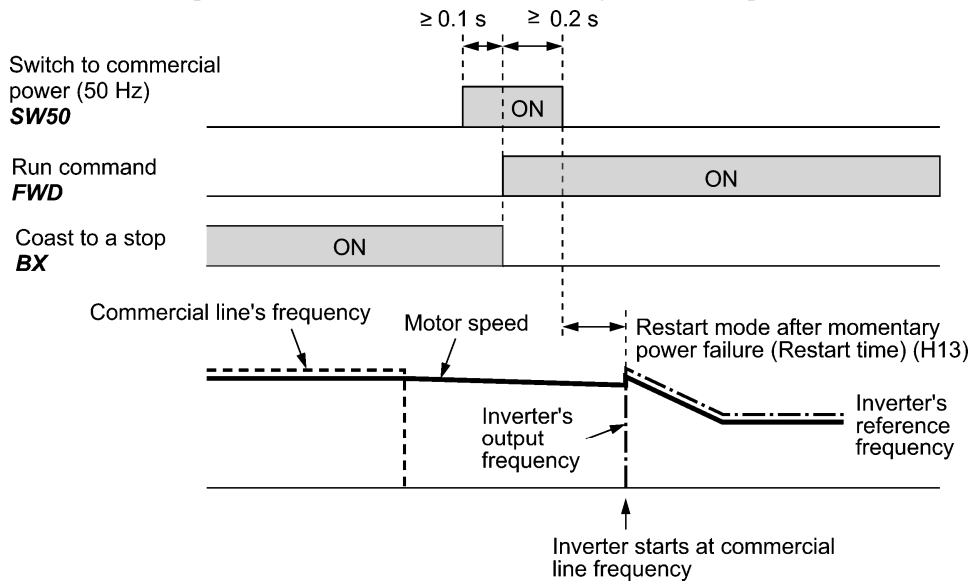 ≥ 0.1 s
≥ 0.2 s
Switch to commercial
power (50 Hz)
SW50
ON
Run command
FWD
ON
Coast to a stop
BX
ON
Commercial line's frequency
Motor speed
Restart mode after momentary
power failure (Restart time) (H13)
Inverter's
output
frequency
Inverter's
reference
frequency
Inverter starts at commercial
line frequency